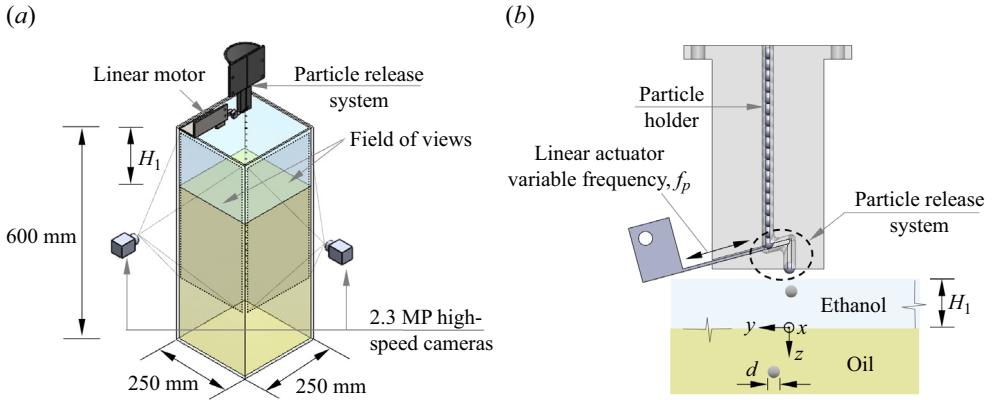 (a)
Linear motor
Particle release
system
H1
Field of views
600 mm
2.3 MP high-
speed cameras
250 mm
250 mm
(b)
Particle
holder
Linear actuator
variable frequency, fp
Particle release
system
Ethanol
H1
y
x
z
d
Oil